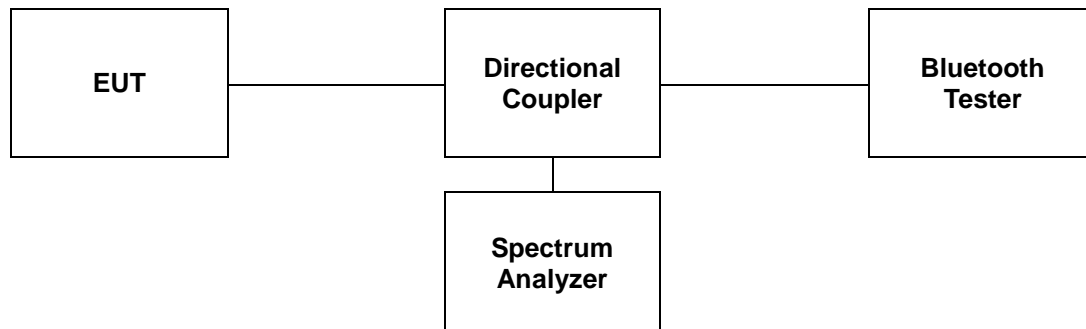 EUT
Directional
Coupler
Bluetooth
Tester
Spectrum
Analyzer